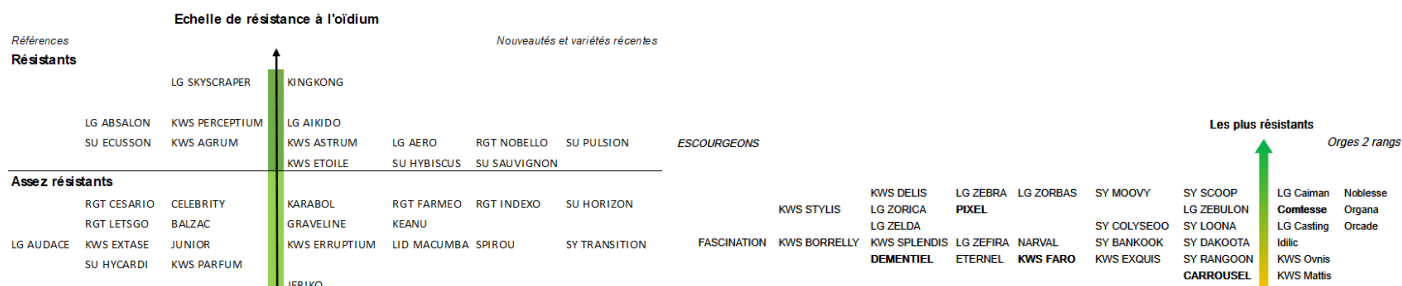 Echelle de résistance à l'oïdium
Références Nouveautés et variétés récentes
Résistants
LG SKYSCRAPER KINGKONG
LG ABSALON KWS PERCEPTIUM LG AIKIDO
SU ECUSSON KWS AGRUM KWS ASTRUM LG AERO RGT NOBELLO SU PULSION
KWS ETOILE SU HYBISCUS SU SAUVIGNON
Assez résistants
RGT CESARIO CELEBRITY KARABOL RGT FARMEO RGT INDEXO SU HORIZON
RGT LETSGO BALZAC GRAVELINE KEANU
LG AUDACE KWS EXTASE JUNIOR KWS ERRUPTIUM LID MACUMBA SPIROU SY TRANSITION
SU HYCARDI KWS PARFUM
JERIKO
Les plus résistants
ESCOURGEONS Orges 2 rangs
KWS DELIS LG ZEBRA LG ZORBAS SY MOOVY SY SCOOP LG Caiman Noblesse
KWS STYLIS LG ZORICA PIXEL LG ZEBULON Comtesse Organa
LG ZELDA SY COLYSEOO SY LOONA LG Casting Orcade
FASCINATION KWS BORRELLY KWS SPLENDIS LG ZEFIRA NARVAL SY BANKOOK SY DAKOOTA Idilic
DEMENTIEL ETERNEL KWS FARO KWS EXQUIS SY RANGOON KWS Ovnis
CARROUSEL KWS Mattis